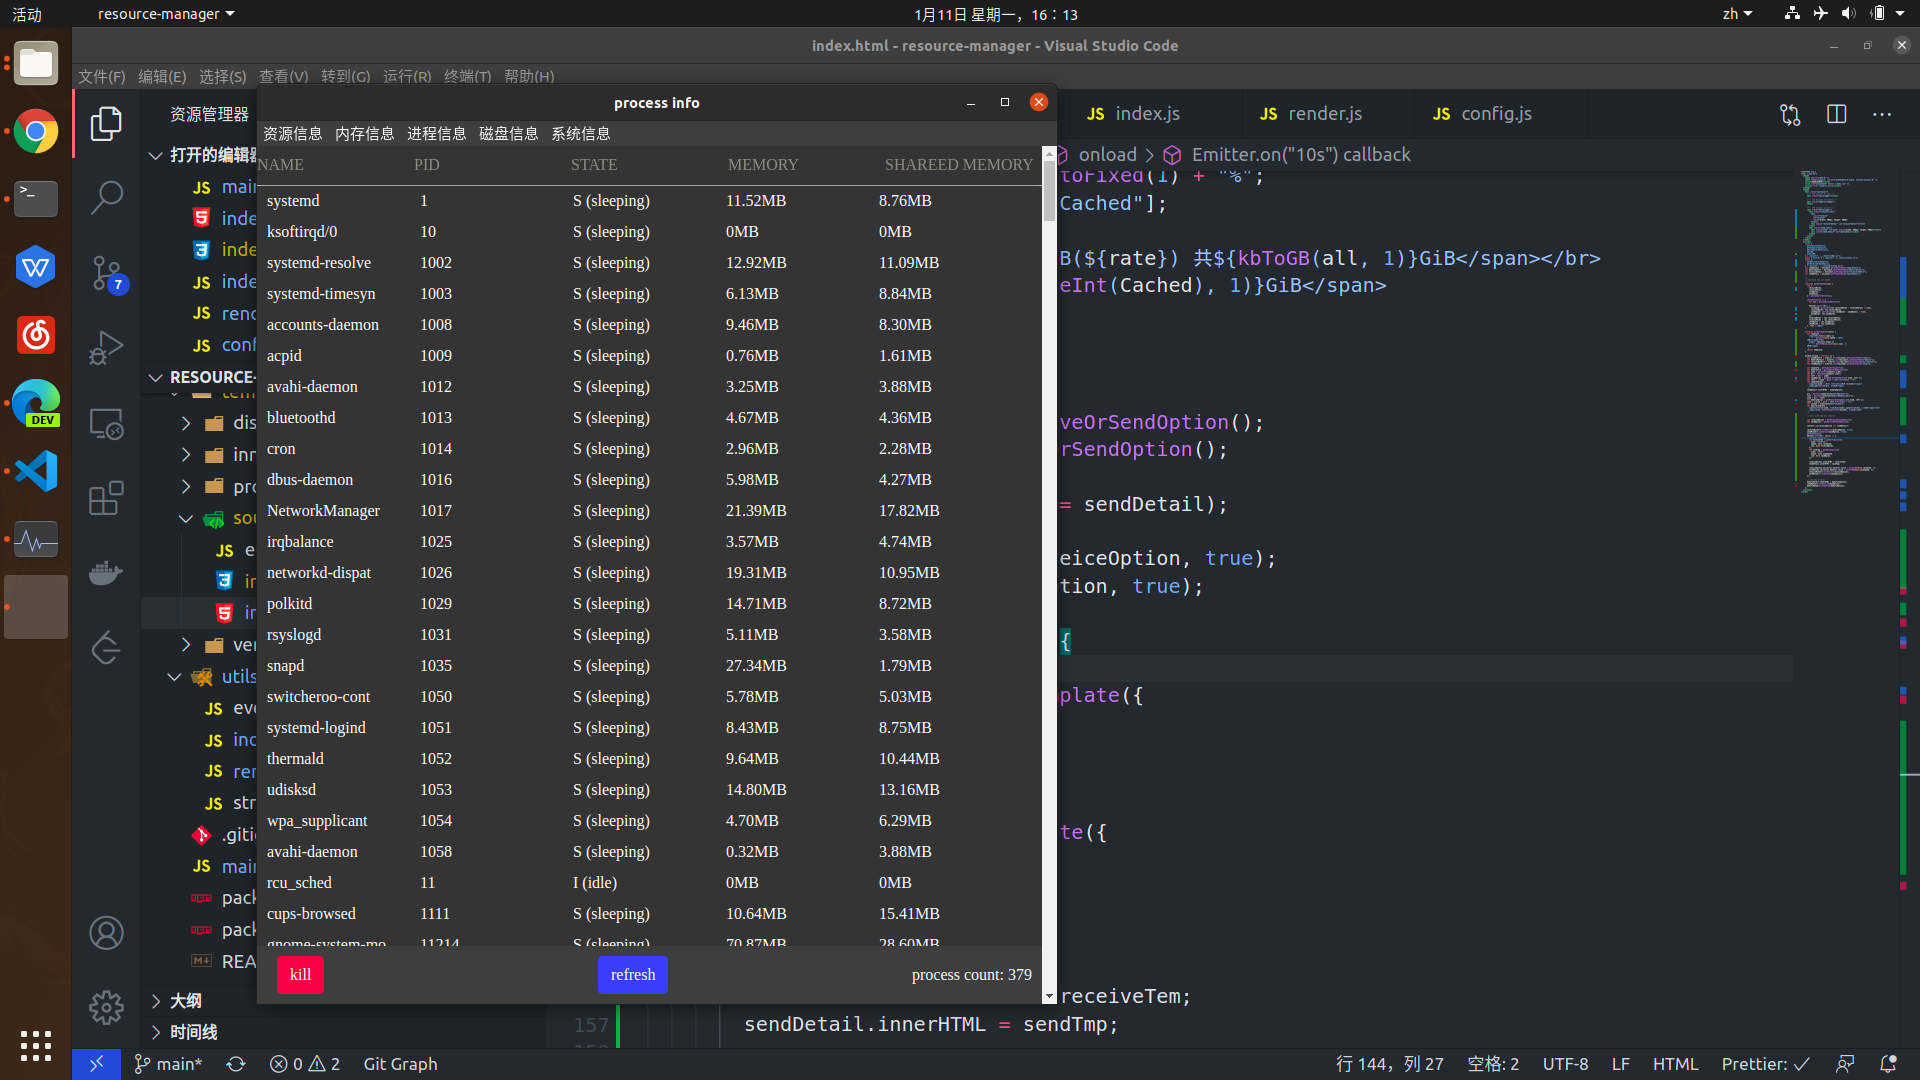 活动
resource-manager
1月11日 星期一，16：13
zh
index.html - resource-manager - Visual Studio Code
文件(F) 编辑(E) 选择(S) 查看(V) 转到(G) 运行(R) 终端(T) 帮助(H)
资源管理器
JS index.js
JS render.js
JS config.js
打开的编辑器
onload > Emitter.on("10s") callback
process info
资源信息 内存信息 进程信息 磁盘信息 系统信息
NAME PID STATE MEMORY SHAREED MEMORY
systemd 1 S (sleeping) 11.52MB 8.76MB
ksoftirqd/0 10 S (sleeping) 0MB 0MB
systemd-resolve 1002 S (sleeping) 12.92MB 11.09MB
systemd-timesyn 1003 S (sleeping) 6.13MB 8.84MB
accounts-daemon 1008 S (sleeping) 9.46MB 8.30MB
acpid 1009 S (sleeping) 0.76MB 1.61MB
avahi-daemon 1012 S (sleeping) 3.25MB 3.88MB
bluetoothd 1013 S (sleeping) 4.67MB 4.36MB
cron 1014 S (sleeping) 2.96MB 2.28MB
dbus-daemon 1016 S (sleeping) 5.98MB 4.27MB
NetworkManager 1017 S (sleeping) 21.39MB 17.82MB
irqbalance 1025 S (sleeping) 3.57MB 4.74MB
networkd-dispat 1026 S (sleeping) 19.31MB 10.95MB
polkitd 1029 S (sleeping) 14.71MB 8.72MB
rsyslogd 1031 S (sleeping) 5.11MB 3.58MB
snapd 1035 S (sleeping) 27.34MB 1.79MB
switcheroo-cont 1050 S (sleeping) 5.78MB 5.03MB
systemd-logind 1051 S (sleeping) 8.43MB 8.75MB
thermald 1052 S (sleeping) 9.64MB 10.44MB
udisksd 1053 S (sleeping) 14.80MB 13.16MB
wpa_supplicant 1054 S (sleeping) 4.70MB 6.29MB
avahi-daemon 1058 S (sleeping) 0.32MB 3.88MB
rcu_sched 11 I (idle) 0MB 0MB
cups-browsed 1111 S (sleeping) 10.64MB 15.41MB
gnome-system-mo 11214 S (sleeping) 70.87MB 28.60MB
kill
refresh
process count: 379
JS main
inde
inde
JS inde
JS rend
JS conf
RESOURCE-
dis
inn
pro
sou
JS e
in
in
ver
utils
JS eve
JS ind
JS ren
JS str
.giti
JS main
pack
pack
REA
大纲
时间线
toFixed(1) + "%";
Cached"];
B(${rate}) 共${kbToGB(all, 1)}GiB</span></br>
eInt(Cached), 1)}GiB</span>
veOrSendOption();
rSendOption();
= sendDetail);
eiceOption, true);
tion, true);
{
plate({
te({
receiveTem;
157 sendDetail.innerHTML = sendTmp;
DEV
7
main*
0
2
Git Graph
行 144，列 27
空格: 2
UTF-8
LF
HTML
Prettier: ✓